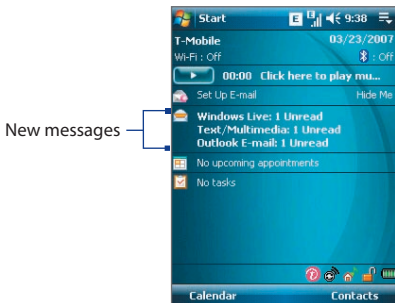 Start E 9:38
T-Mobile 03/23/2007
Wi-Fi : Off : Off
00:00 Click here to play mu...
Set Up E-mail Hide Me
New messages
Windows Live: 1 Unread
Text/Multimedia: 1 Unread
Outlook E-mail: 1 Unread
No upcoming appointments
No tasks
Calendar Contacts